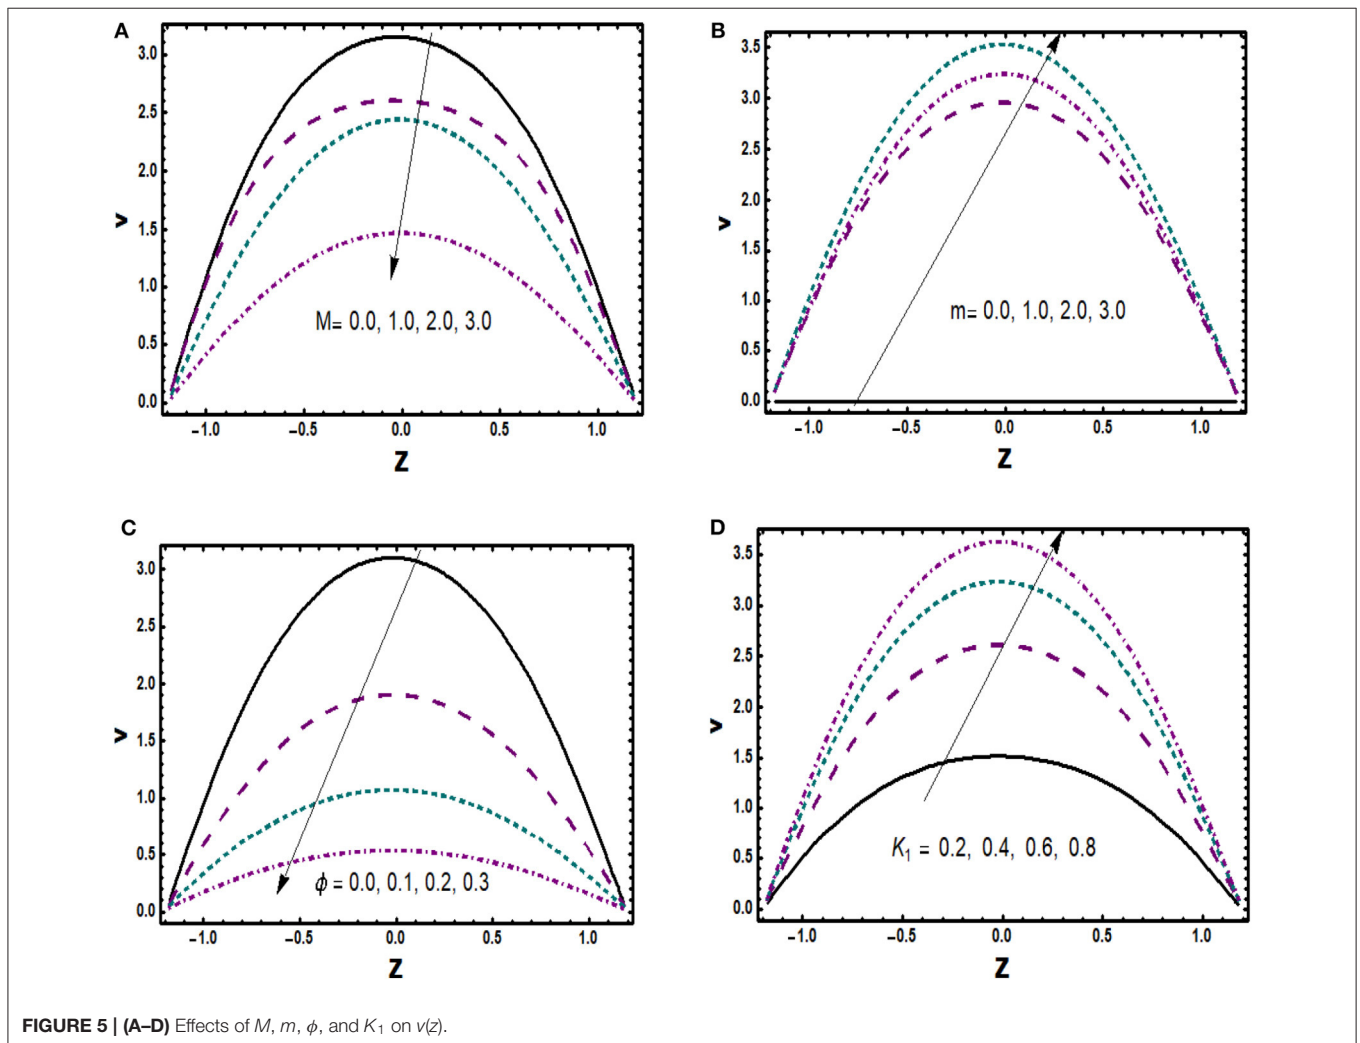 A
3.0
2.5
2.0
1.5
1.0
0.5
0.0
v
M= 0.0, 1.0, 2.0, 3.0
−1.0 −0.5 0.0 0.5 1.0
Z
B
3.5
3.0
2.5
2.0
1.5
1.0
0.5
0.0
v
m= 0.0, 1.0, 2.0, 3.0
−1.0 −0.5 0.0 0.5 1.0
Z
C
3.0
2.5
2.0
1.5
1.0
0.5
0.0
v
ϕ = 0.0, 0.1, 0.2, 0.3
−1.0 −0.5 0.0 0.5 1.0
Z
D
3.5
3.0
2.5
2.0
1.5
1.0
0.5
0.0
v
K₁ = 0.2, 0.4, 0.6, 0.8
−1.0 −0.5 0.0 0.5 1.0
Z
FIGURE 5 | (A–D) Effects of M, m, ϕ, and K₁ on v(z).